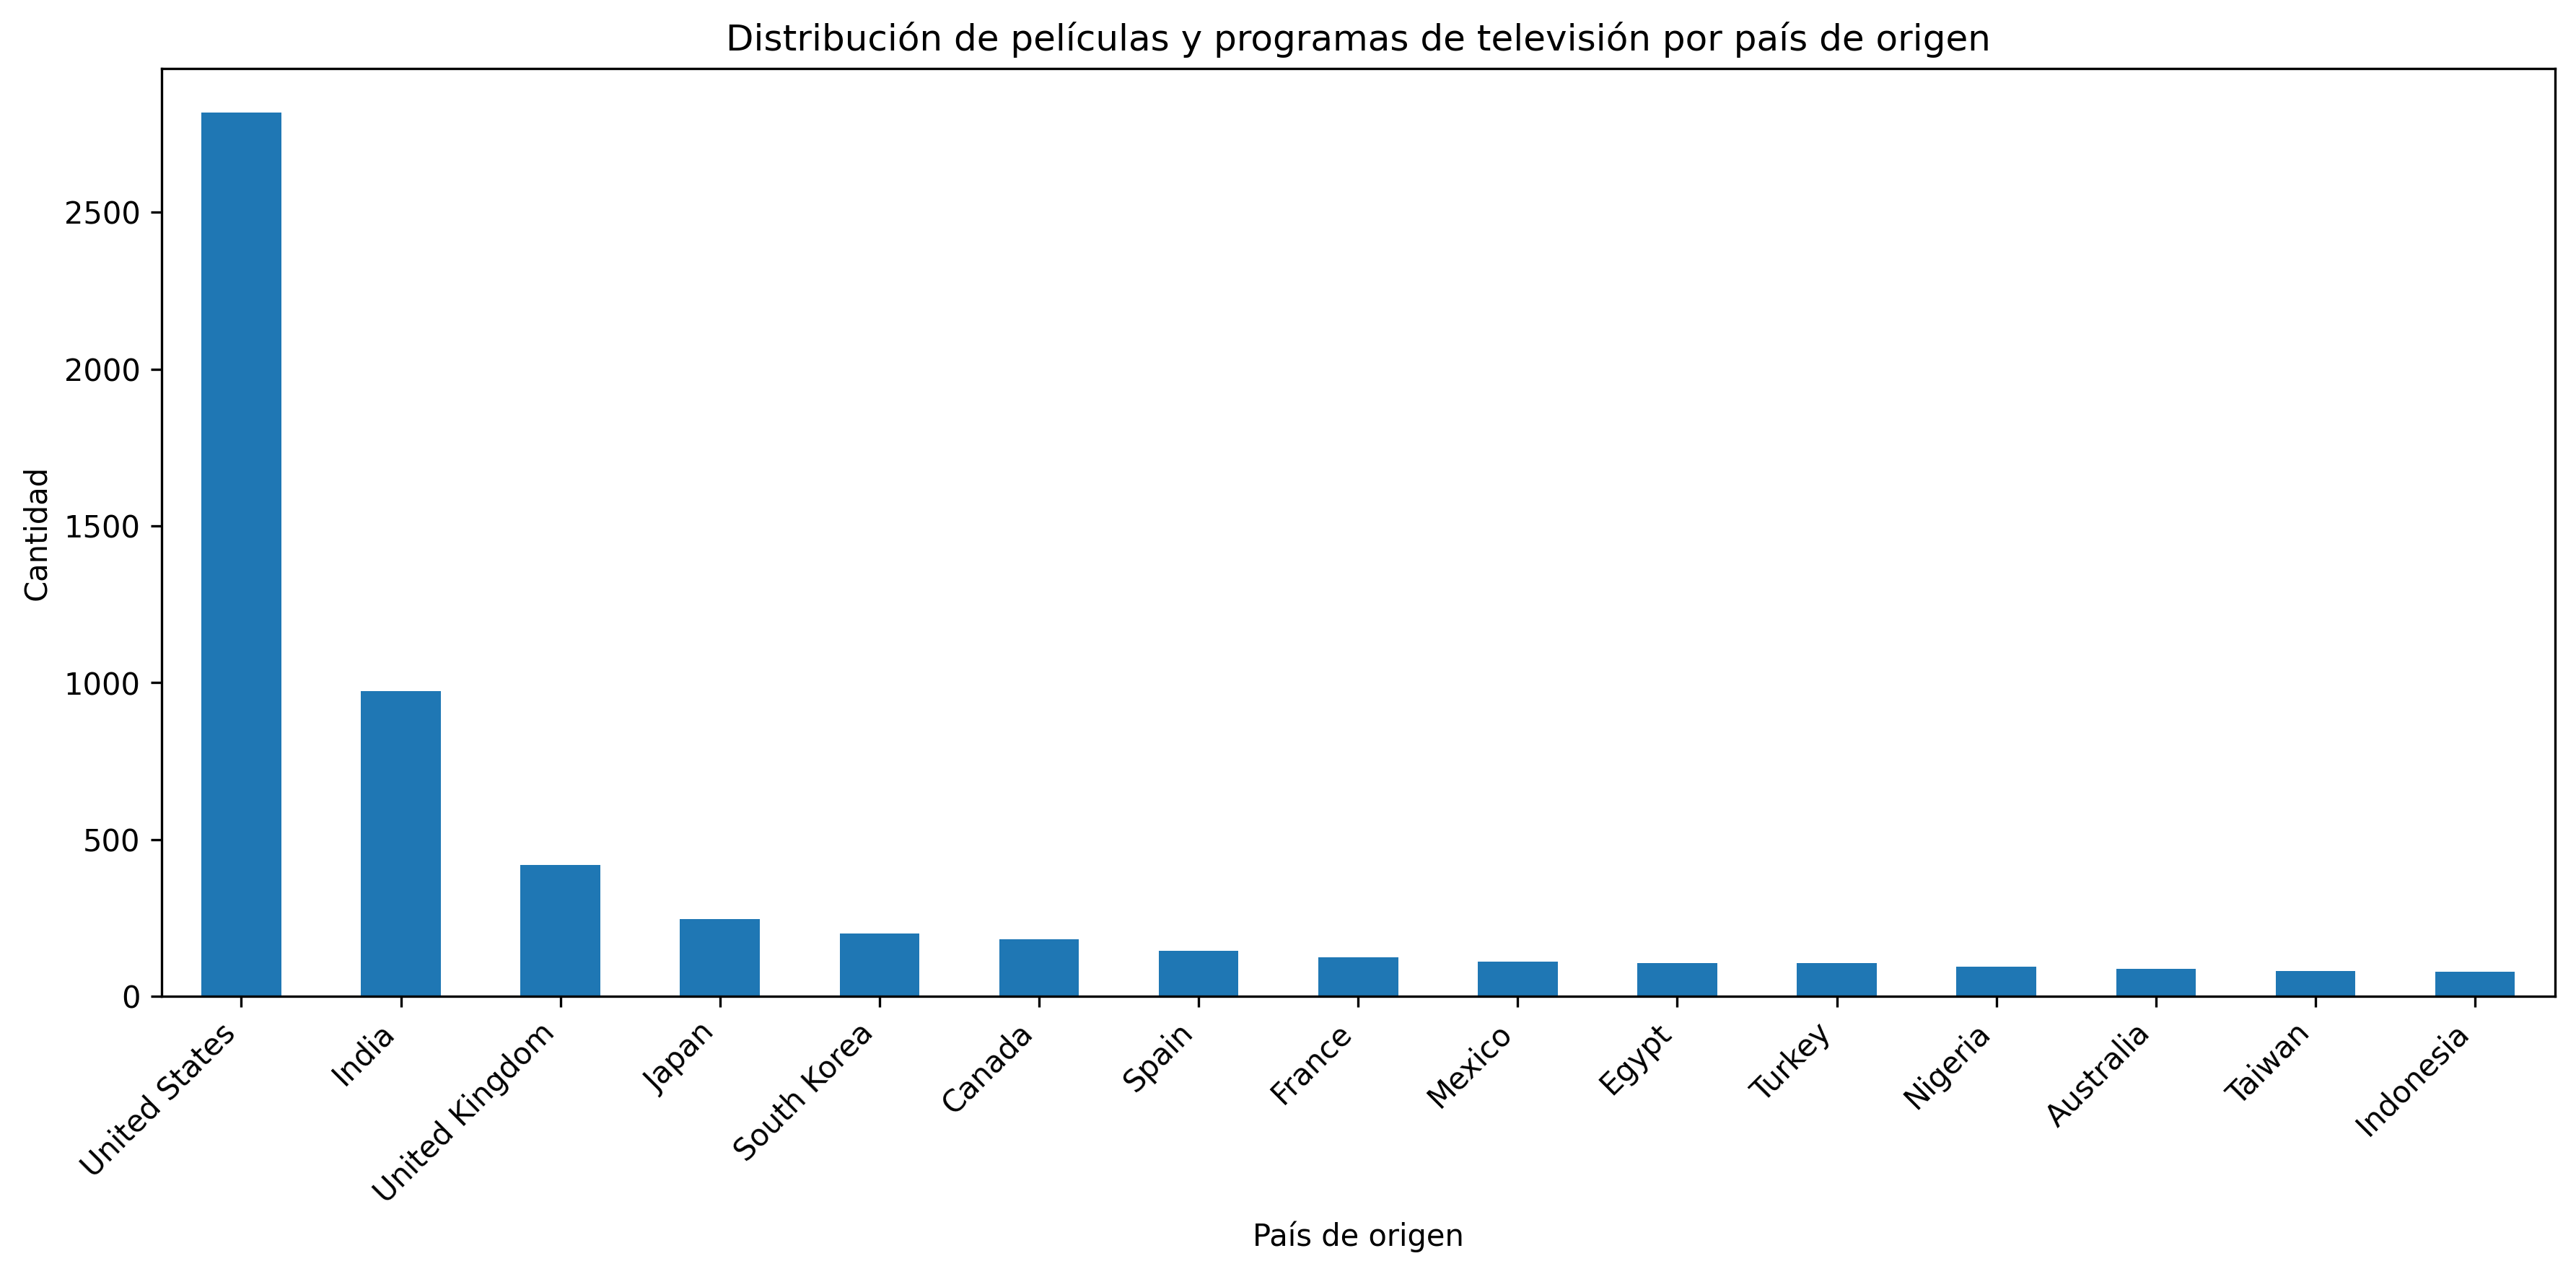 Distribución de películas y programas de televisión por país de origen
Cantidad
2500
2000
1500
1000
500
0
United States
India
United Kingdom
Japan
South Korea
Canada
Spain
France
Mexico
Egypt
Turkey
Nigeria
Australia
Taiwan
Indonesia
País de origen